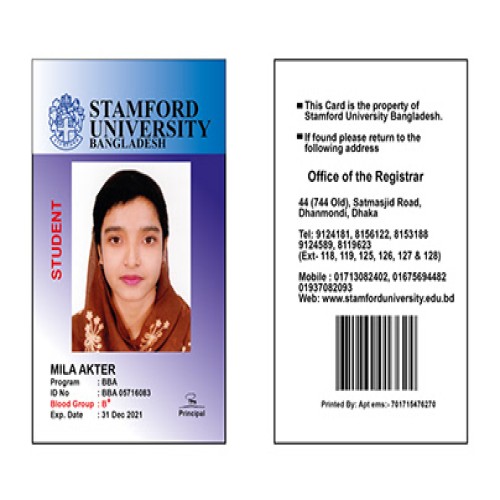 STAMFORD
UNIVERSITY
BANGLADESH
STUDENT
MILA AKTER
Program : BBA
ID No : BBA 05716083
Blood Group : B+
Exp. Date : 31 Dec 2021
Principal
■ This Card is the property of
Stamford University Bangladesh.
■ If found please return to the
following address
Office of the Registrar
44 (744 Old), Satmasjid Road,
Dhanmondi, Dhaka
Tel: 9124181, 8156122, 8153188
9124589, 8119623
(Ext- 118, 119, 125, 126, 127 & 128)
Mobile : 01713082402, 01675694482
01937082093
Web: www.stamforduniversity.edu.bd
Printed By: Apt ems:- 701715476270